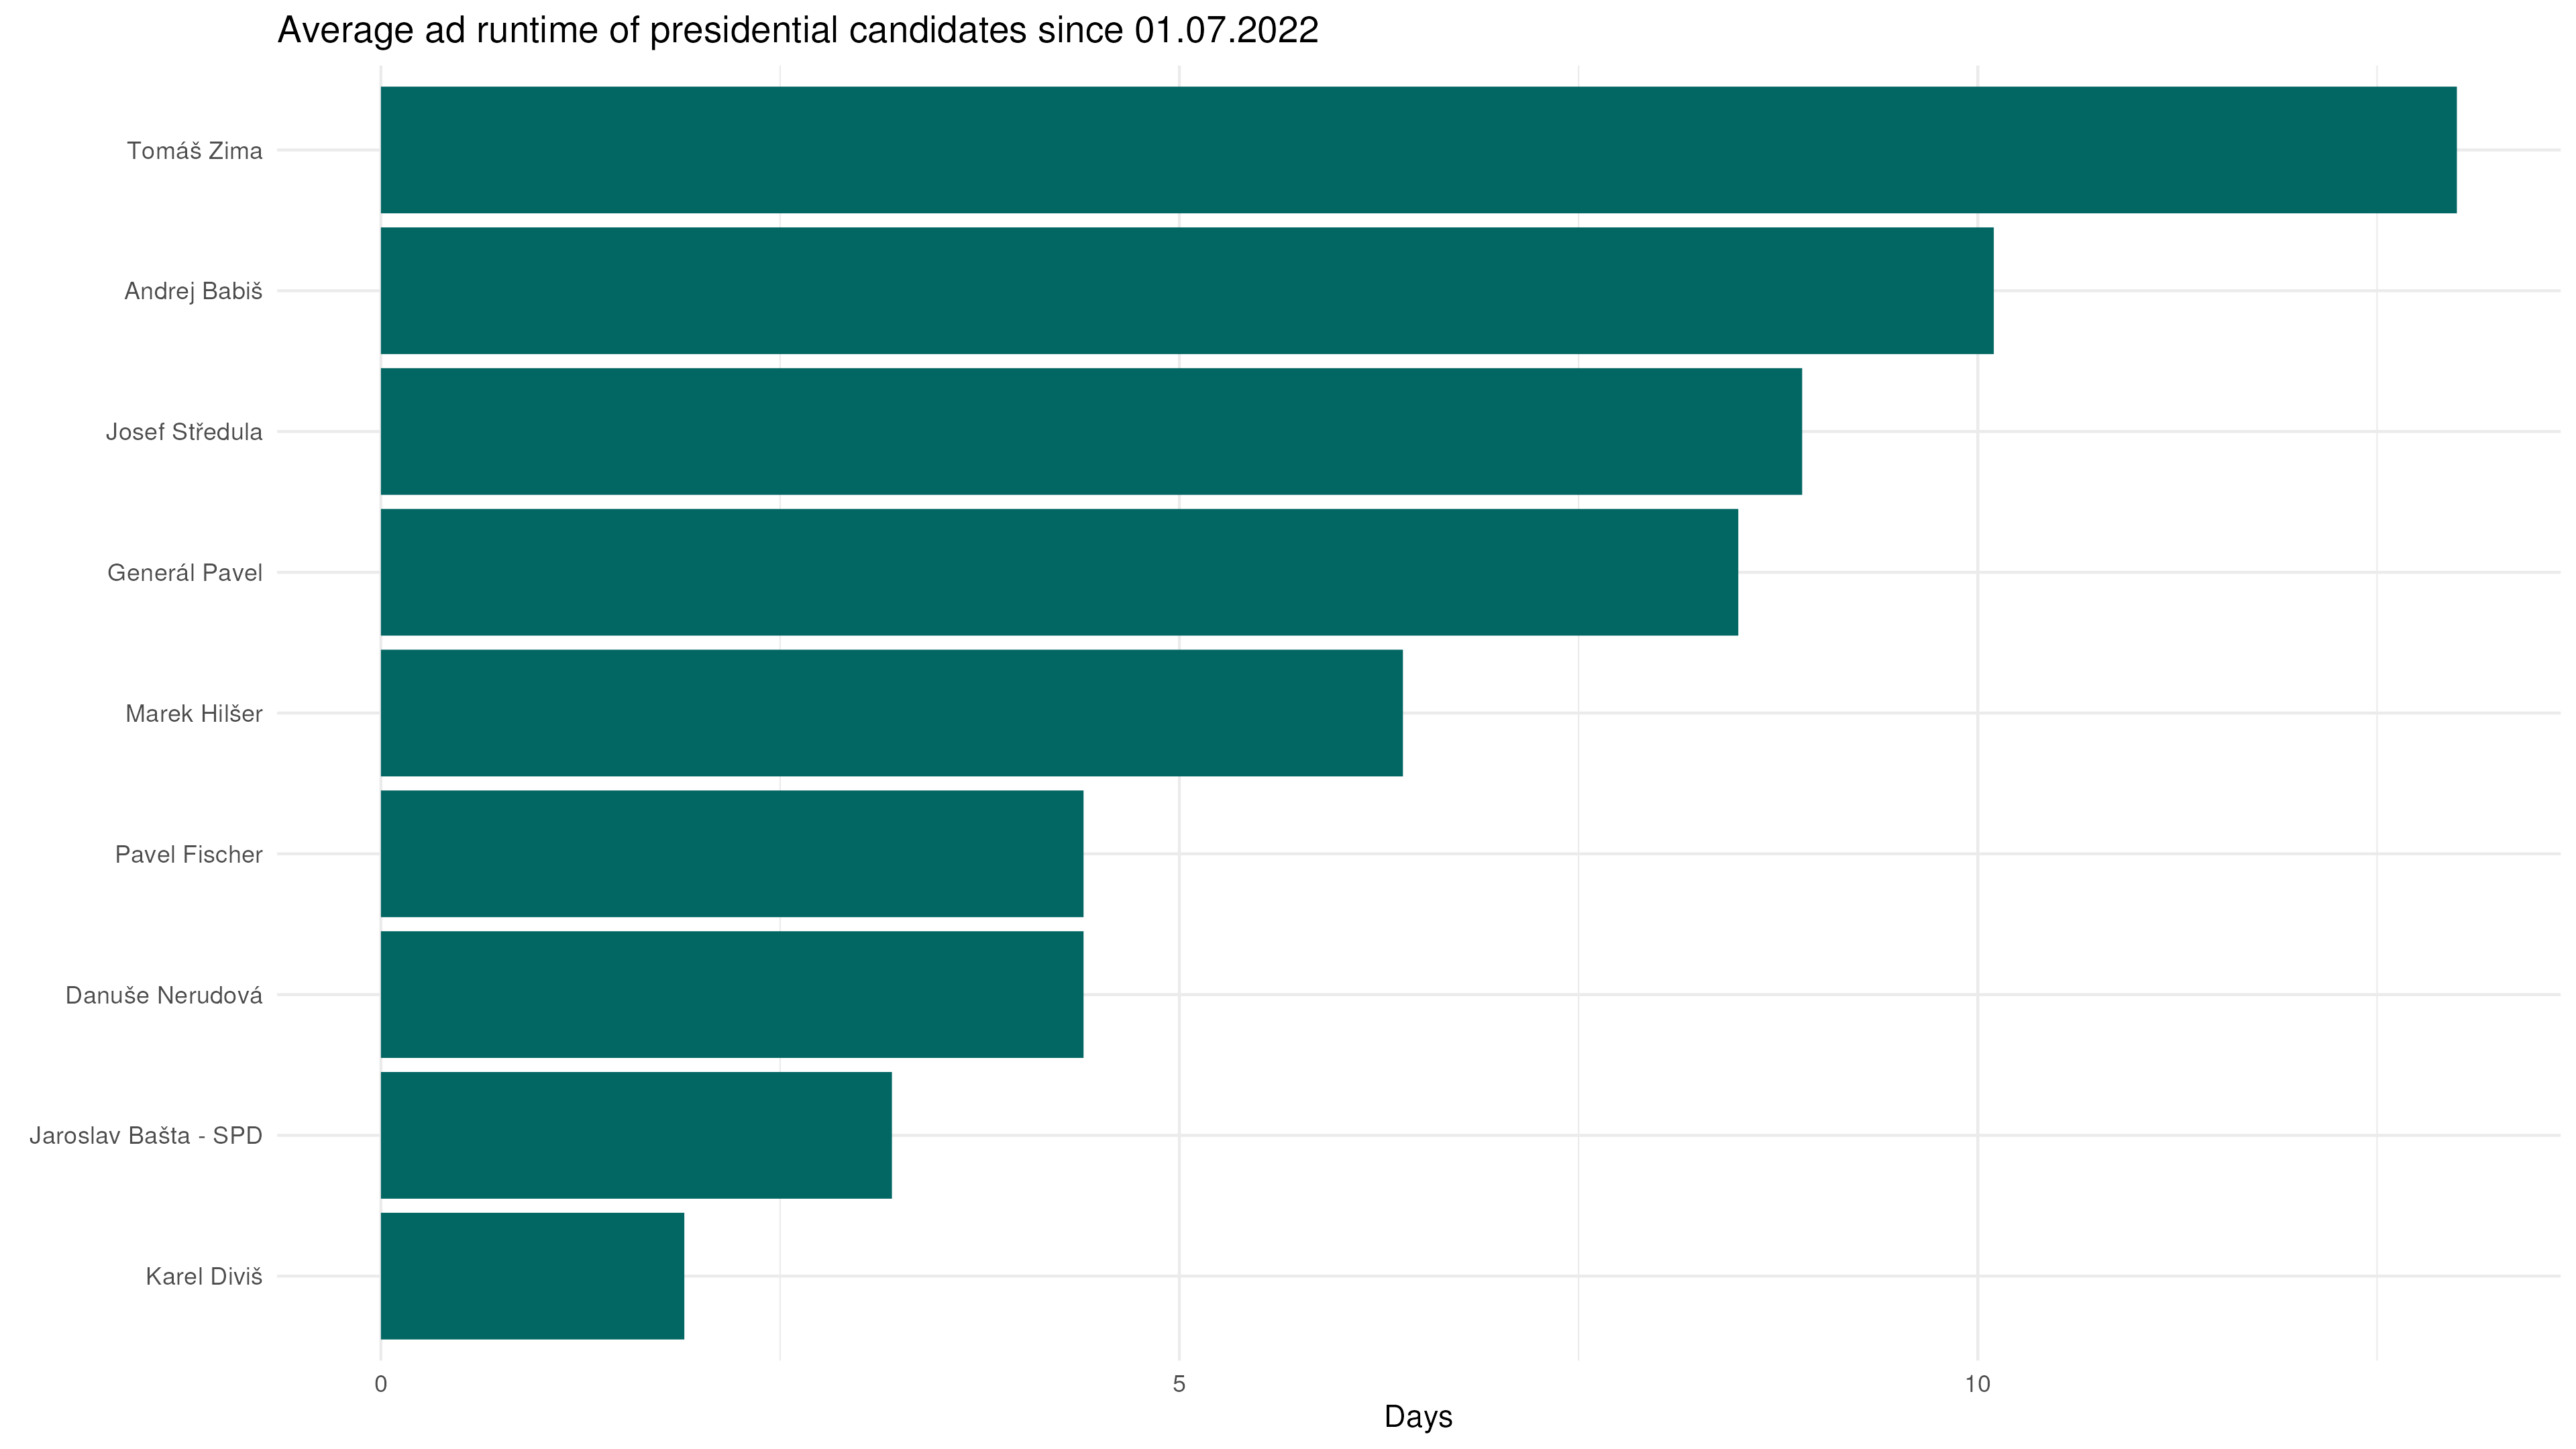 Average ad runtime of presidential candidates since 01.07.2022
Tomáš Zima
Andrej Babiš
Josef Středula
Generál Pavel
Marek Hilšer
Pavel Fischer
Danuše Nerudová
Jaroslav Bašta - SPD
Karel Diviš
0 5 10
Days